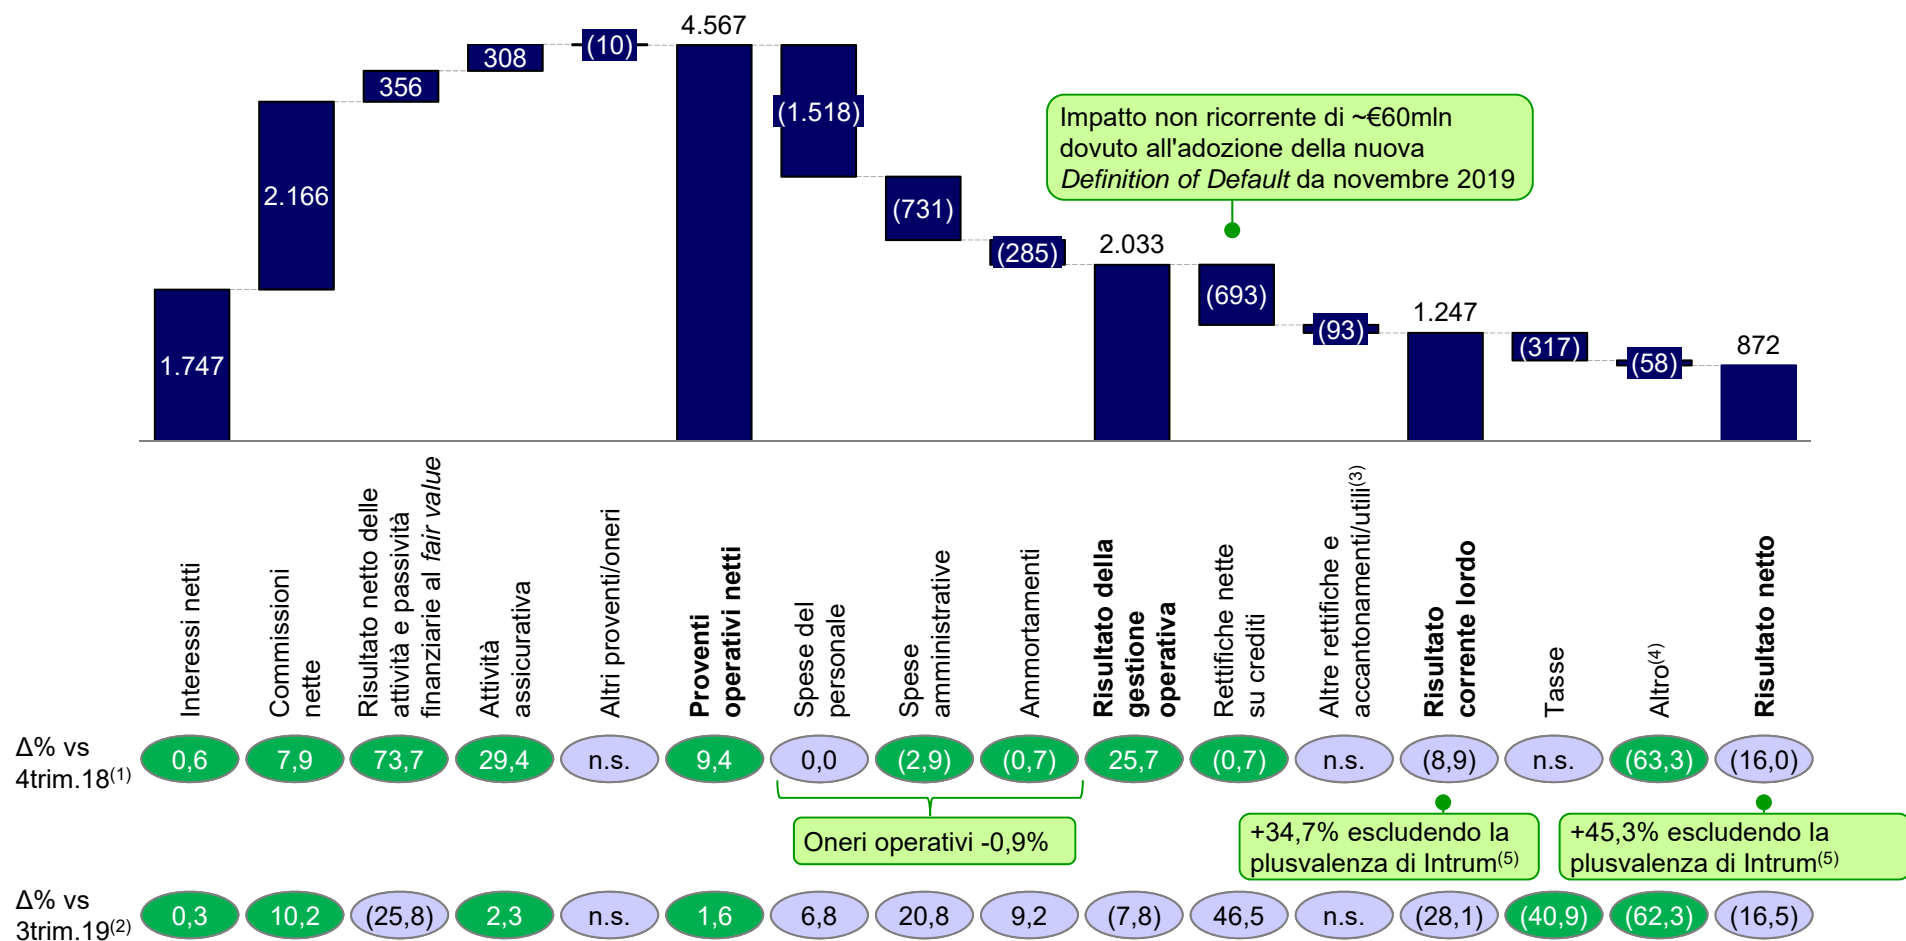 4.567
308
(10)
356
(1.518)
Impatto non ricorrente di ~€60mln
dovuto all'adozione della nuova
Definition of Default da novembre 2019
2.166
(731)
(285)
2.033
(693)
(93)
1.247
(317)
(58)
872
1.747
Interessi netti
Commissioni
nette
Risultato netto delle
attività e passività
finanziarie al fair value
Attività
assicurativa
Altri proventi/oneri
Proventi
operativi netti
Spese del
personale
Spese
amministrative
Ammortamenti
Risultato della
gestione
operativa
Rettifiche nette
su crediti
Altre rettifiche e
accantonamenti/utili(3)
Risultato
corrente lordo
Tasse
Altro(4)
Risultato netto
Δ% vs
4trim.18(1)
0,6
7,9
73,7
29,4
n.s.
9,4
0,0
(2,9)
(0,7)
25,7
(0,7)
n.s.
(8,9)
n.s.
(63,3)
(16,0)
Oneri operativi -0,9%
+34,7% escludendo la
plusvalenza di Intrum(5)
+45,3% escludendo la
plusvalenza di Intrum(5)
Δ% vs
3trim.19(2)
0,3
10,2
(25,8)
2,3
n.s.
1,6
6,8
20,8
9,2
(7,8)
46,5
n.s.
(28,1)
(40,9)
(62,3)
(16,5)